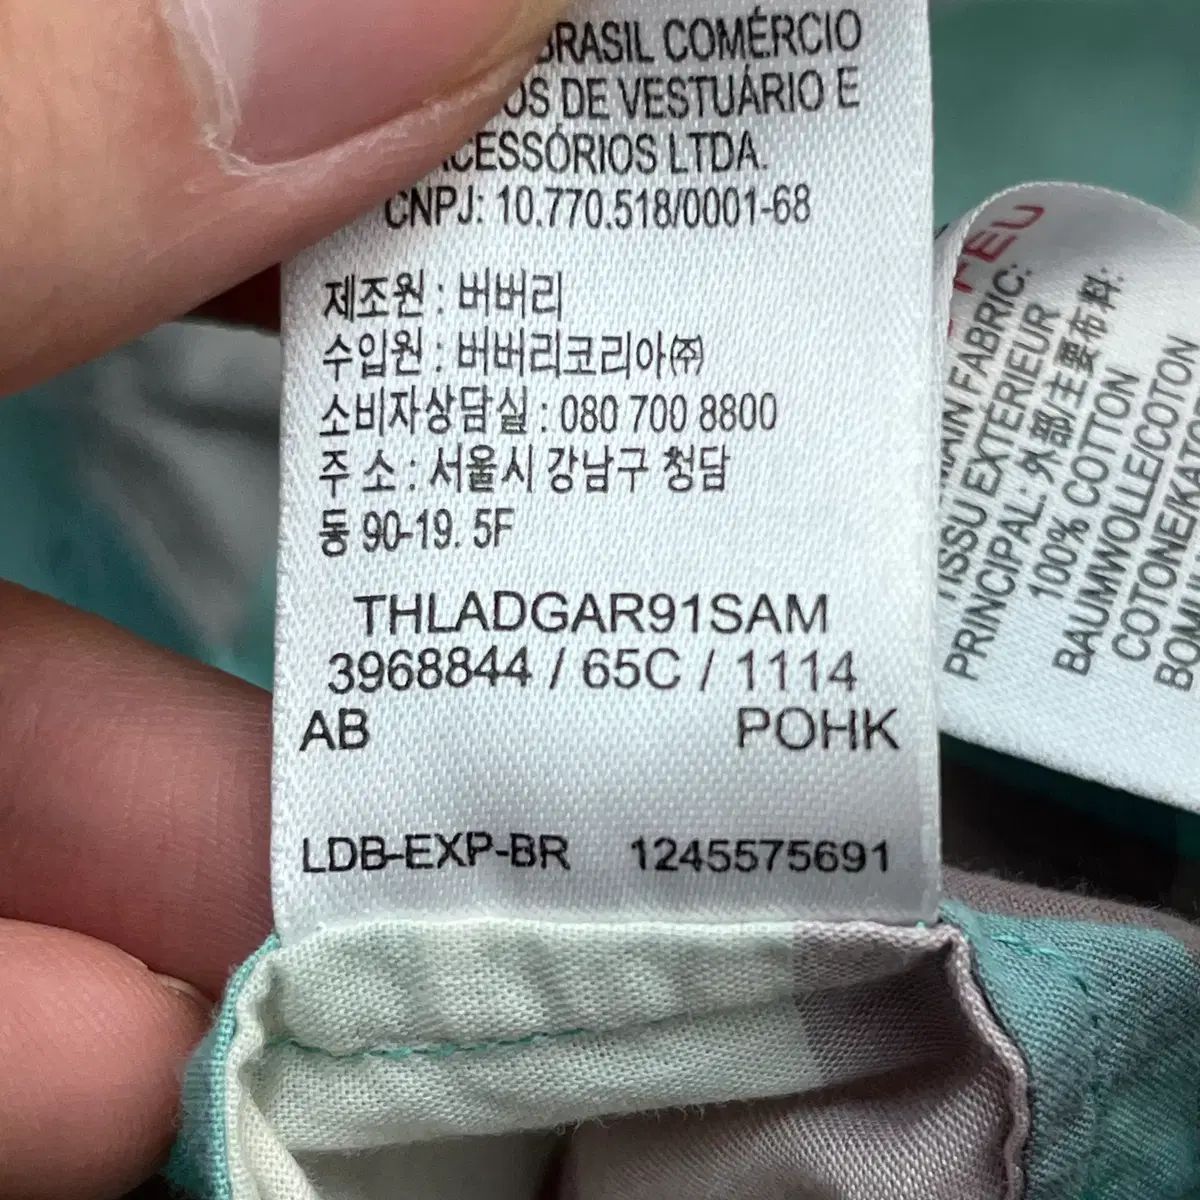 BRASIL COMÉRCIO
OS DE VESTUÁRIO E
ACESSÓRIOS LTDA.
CNPJ: 10.770.518/0001-68
제조원 : 버버리
수입원 : 버버리코리아㈜
소비자상담실 : 080 700 8800
주 소 : 서울시 강남구 청담
동 90-19. 5F
THLADGAR91SAM
3968844 / 65C / 1114
AB POHK
LDB-EXP-BR 1245575691
FEU
MAIN FABRIC:
TISSU EXTERIEUR
PRINCIPAL: 外部/主要布料:
100% COTTON
BAUMWOLLE/COTON